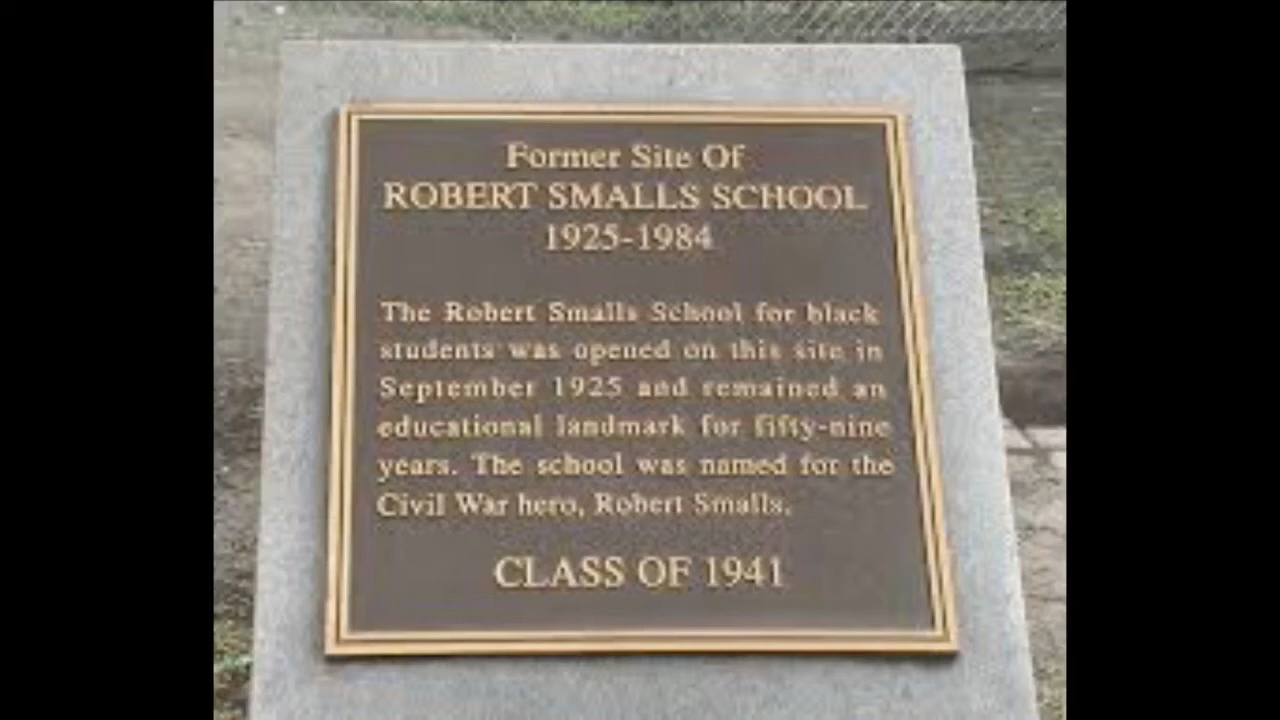 Former Site Of
ROBERT SMALLS SCHOOL
1925-1984
The Robert Smalls School for black
students was opened on this site in
September 1925 and remained an
educational landmark for fifty-nine
years. The school was named for the
Civil War hero, Robert Smalls.
CLASS OF 1941